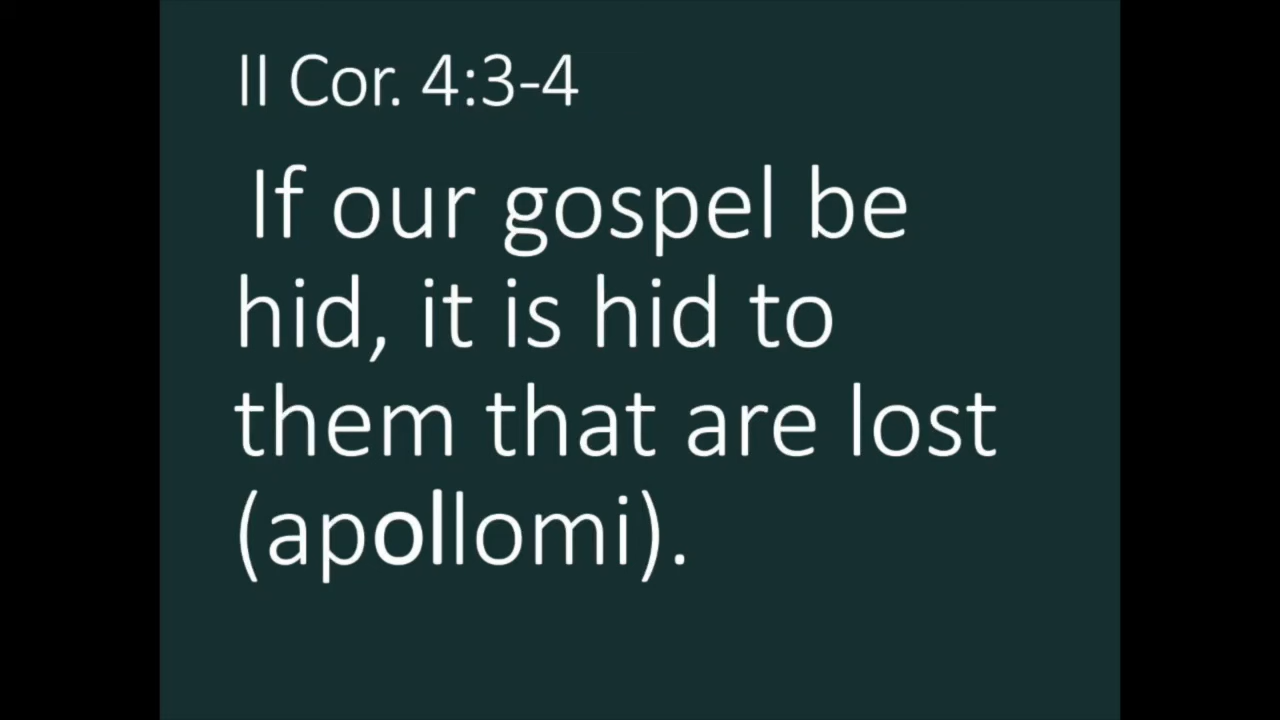 II Cor. 4:3-4
If our gospel be
hid, it is hid to
them that are lost
(apollomi).